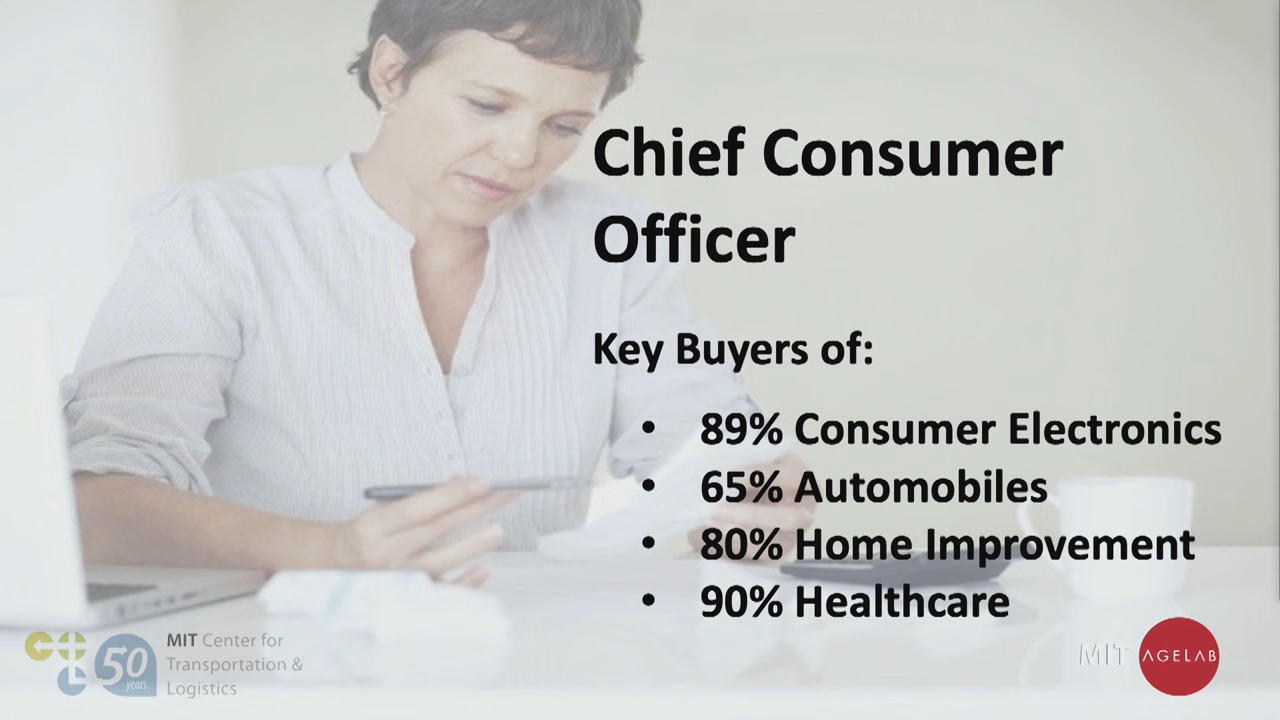 Chief Consumer
Officer
Key Buyers of:
• 89% Consumer Electronics
• 65% Automobiles
• 80% Home Improvement
• 90% Healthcare
50
years
MIT Center for
Transportation &
Logistics
MIT AGELAB